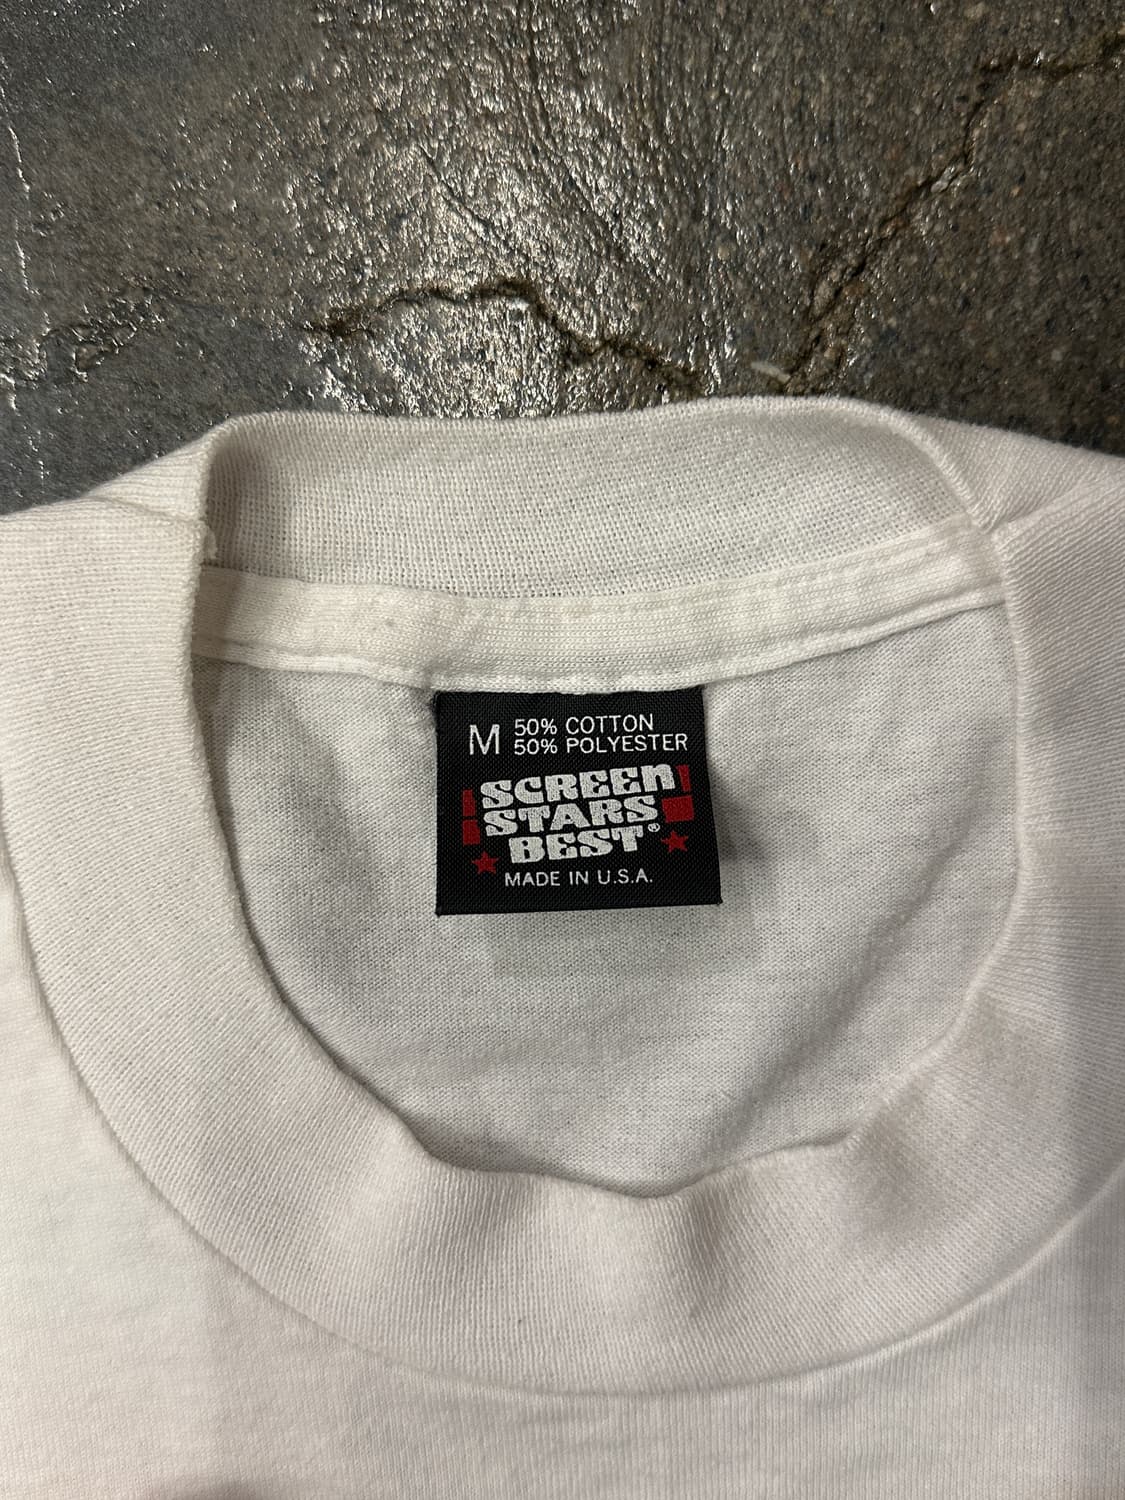 M 50% COTTON
50% POLYESTER
SCREEN
STARS
BEST®
MADE IN U.S.A.